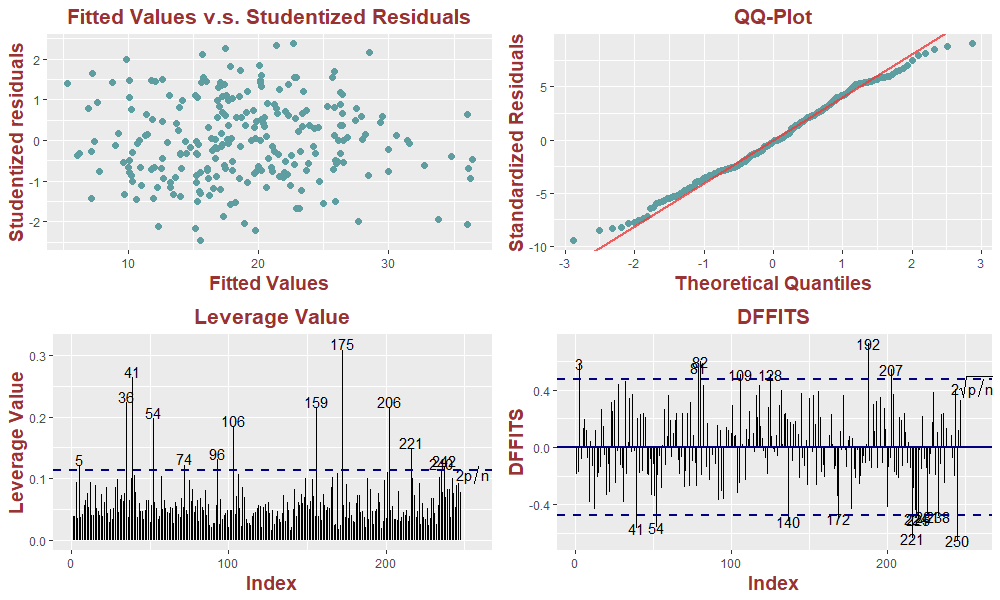 Fitted Values v.s. Studentized Residuals
Studentized residuals
2
1
0
-1
-2
10 20 30
Fitted Values
QQ-Plot
Standardized Residuals
5
0
-5
-10
-3 -2 -1 0 1 2 3
Theoretical Quantiles
Leverage Value
Leverage Value
0.3
0.2
0.1
0.0
175
41
36
159
206
54
106
221
5
74
96
242
2p/n
0 100 200
Index
DFFITS
DFFITS
0.4
0.0
-0.4
192
3
82
207
109
128
2√p/n
41
54
140
172
238
221
250
0 100 200
Index